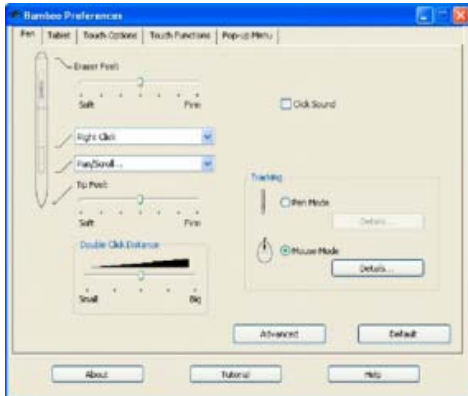 Bamboo Preferences
Pen Tablet Touch Options Touch Functions Pop-up Menu
Eraser Feel:
Soft Firm
Click Sound
Right Click
Pan/Scroll...
Tip Feel:
Soft Firm
Tracking
Pen Mode
Details...
Mouse Mode
Details...
Double Click Distance
Small Big
Advanced Default
About Tutorial Help